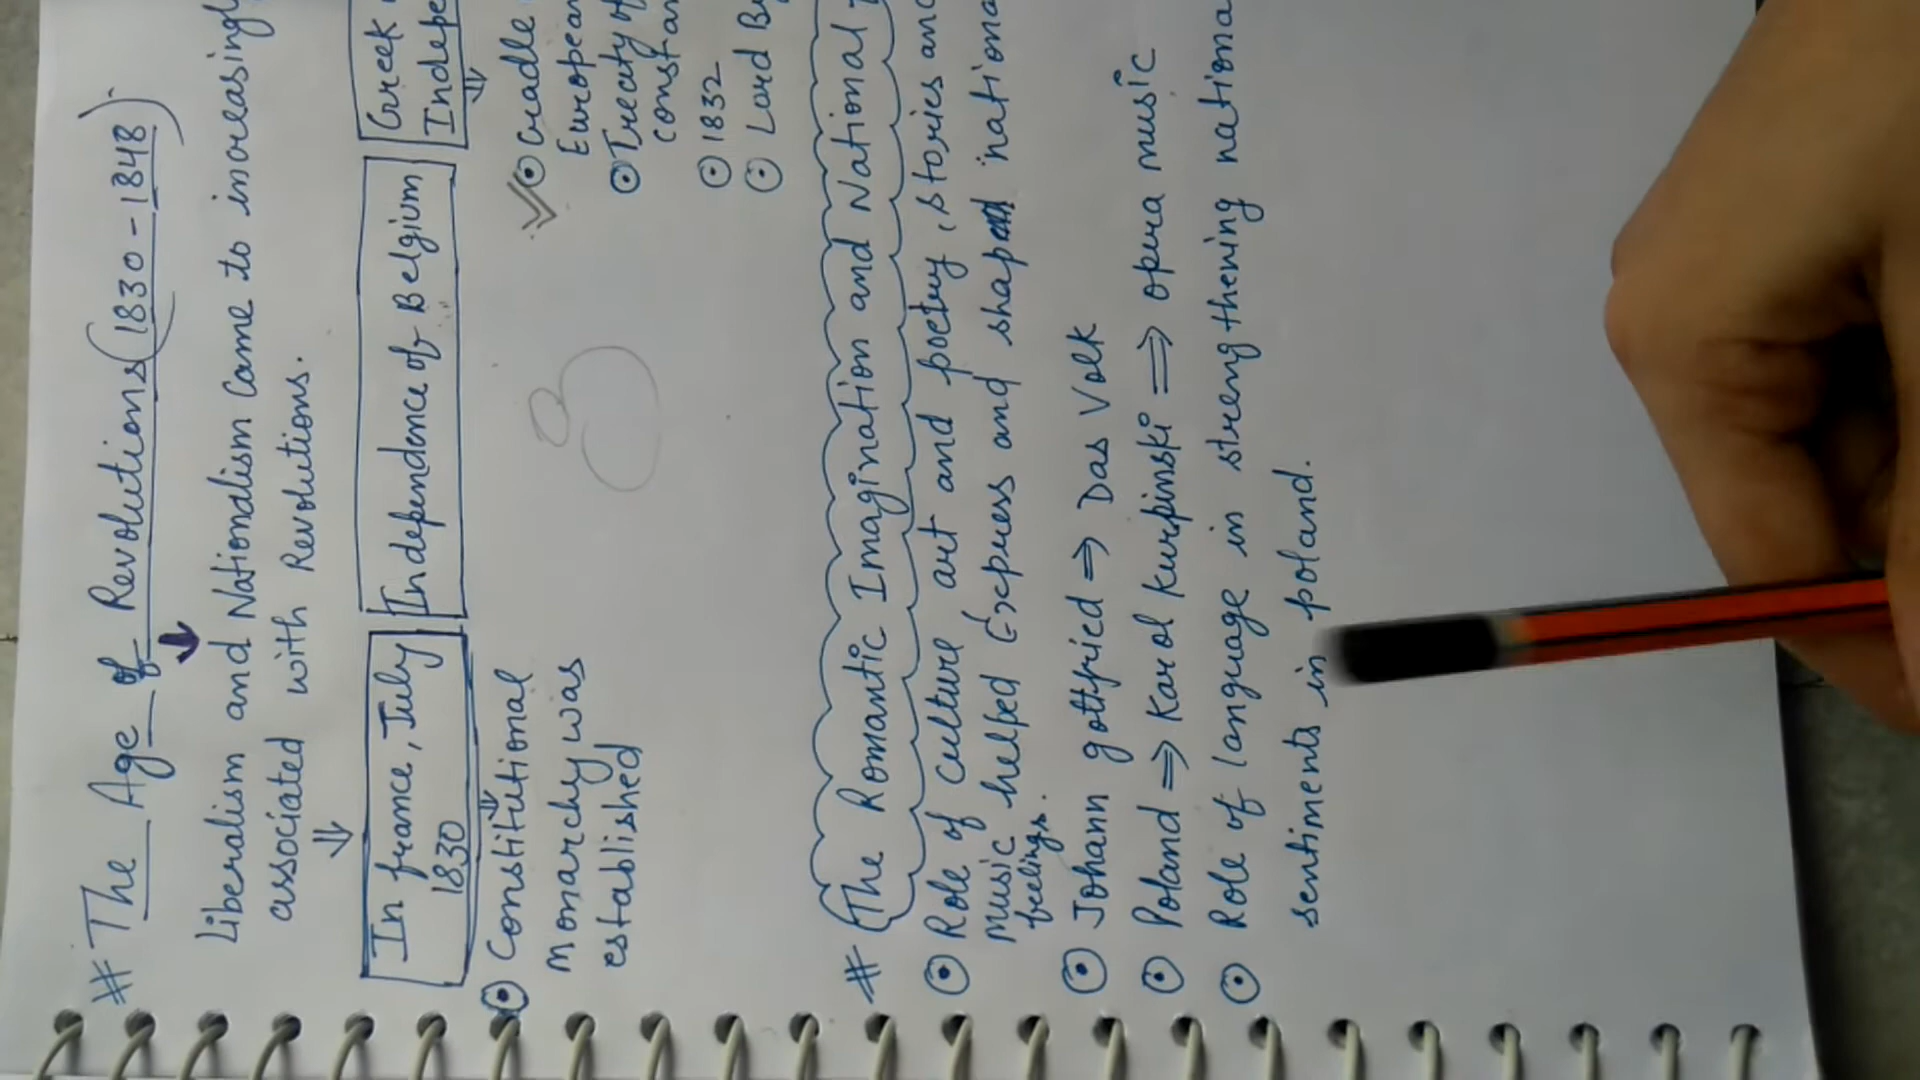 # The Age of Revolutions (1830-1848).
Liberalism and Nationalism Came to increasingly
associated with Revolutions.
In france, July
1830
Constitutional
Monarchy was
established
Independence of Belgium
Greek
Indepe
Cradle
European
Treaty of
constan
1832
Lord By
# The Romantic Imagination and National
Role of culture art and poetry, stories and
Music helped Express and shaped nationa
feelings.
Johann gottfried ⇒ Das Volk
Poland ⇒ Karol Kurpinski ⇒ opera music
Role of language in strengthening nationa
sentiments in poland.